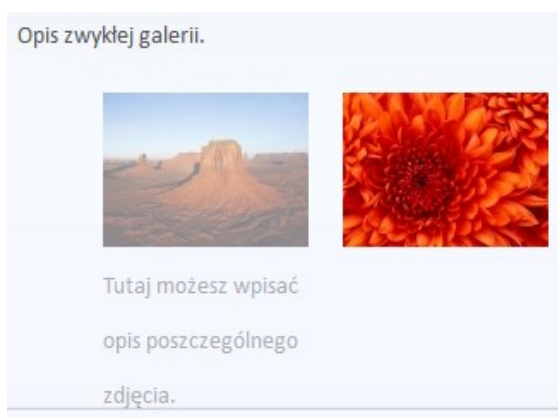 Opis zwykłej galerii.
Tutaj możesz wpisać
opis poszczególnego
zdjęcia.